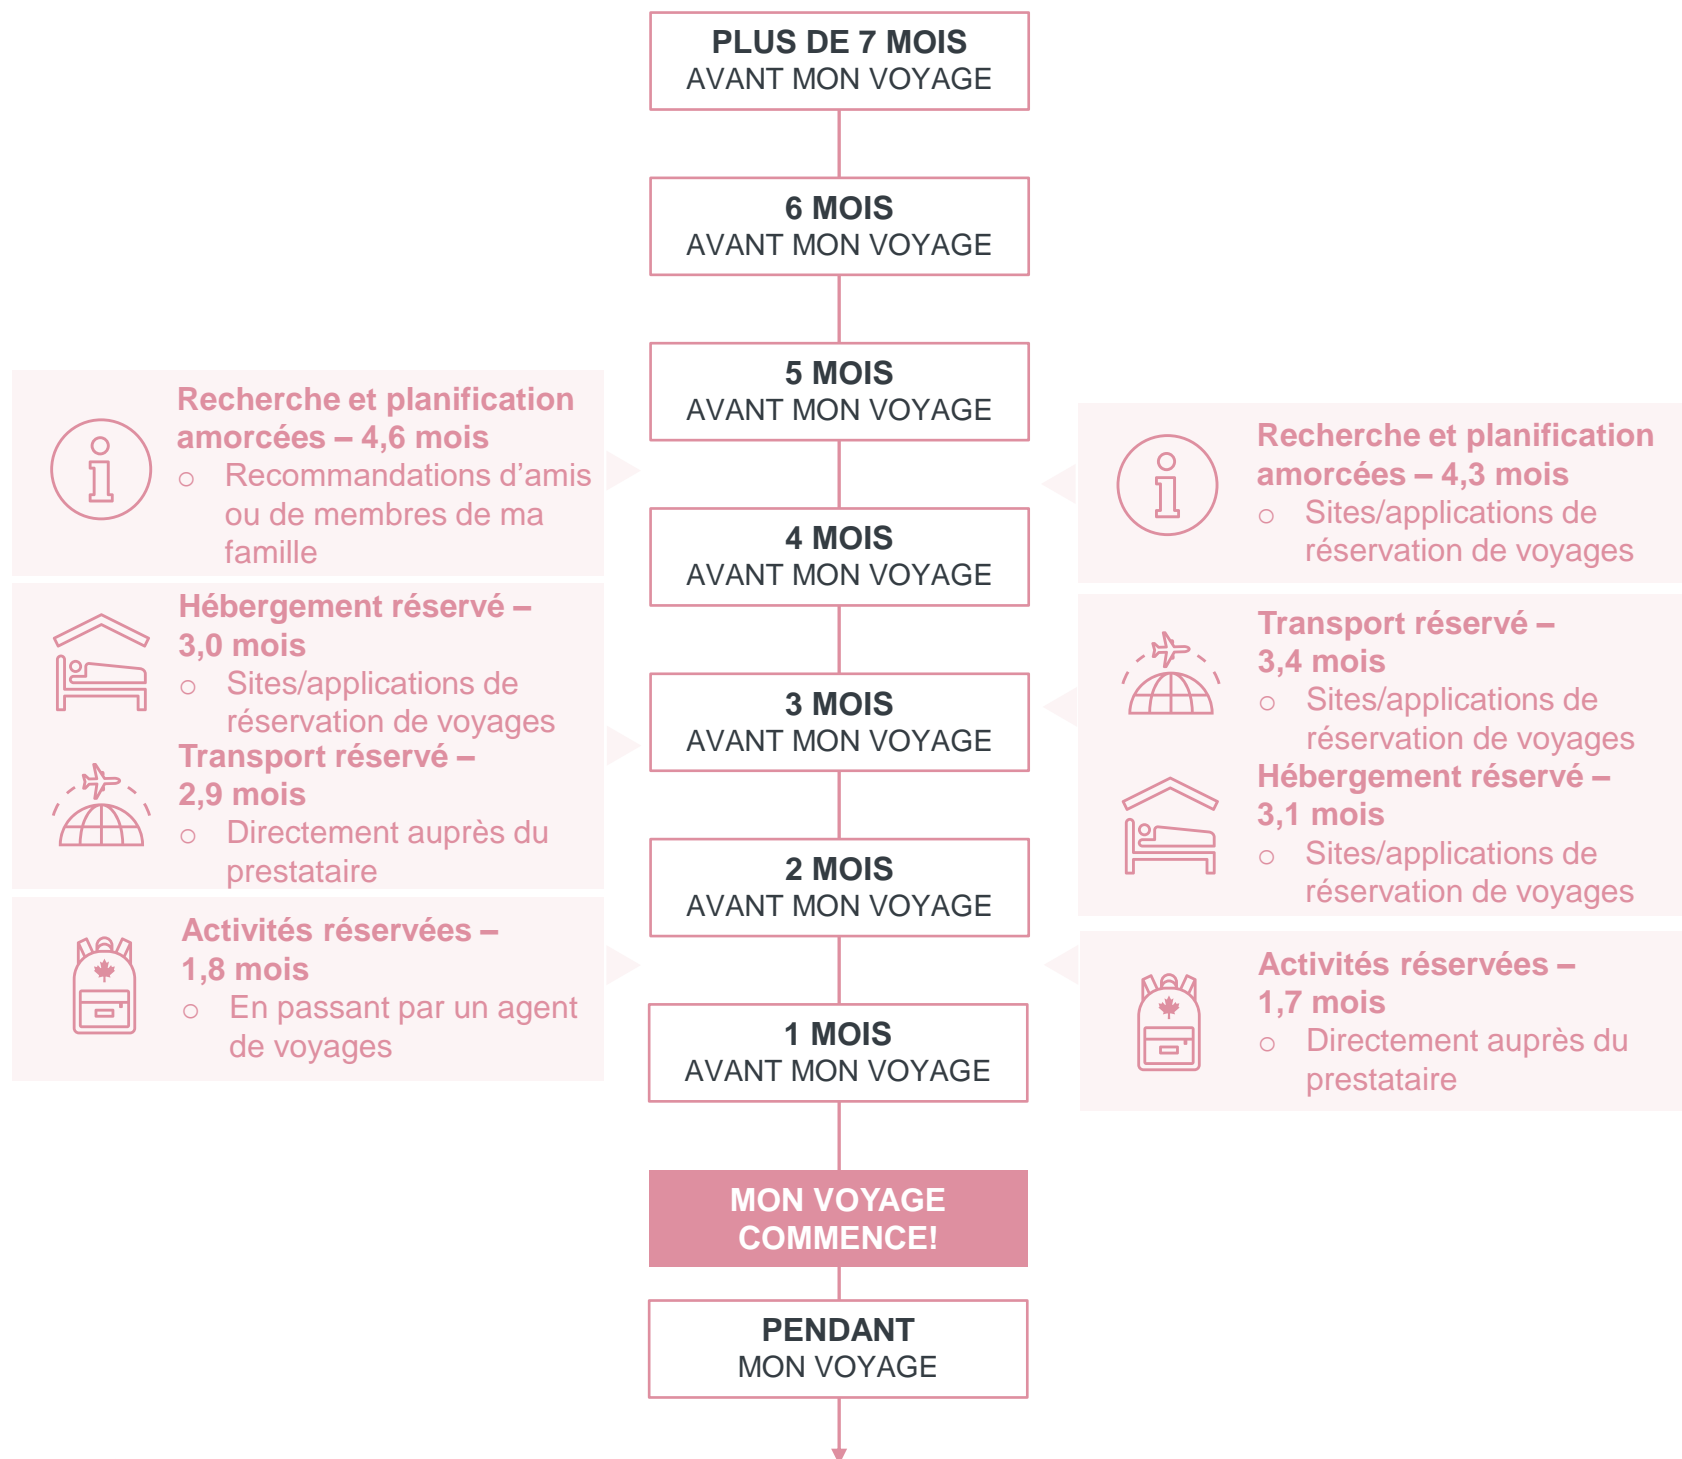 PLUS DE 7 MOIS
AVANT MON VOYAGE
6 MOIS
AVANT MON VOYAGE
5 MOIS
AVANT MON VOYAGE
4 MOIS
AVANT MON VOYAGE
3 MOIS
AVANT MON VOYAGE
2 MOIS
AVANT MON VOYAGE
1 MOIS
AVANT MON VOYAGE
MON VOYAGE
COMMENCE!
PENDANT
MON VOYAGE
Recherche et planification
amorcées – 4,6 mois
o Recommandations d’amis
ou de membres de ma
famille
Hébergement réservé –
3,0 mois
o Sites/applications de
réservation de voyages
Transport réservé –
2,9 mois
o Directement auprès du
prestataire
Activités réservées –
1,8 mois
o En passant par un agent
de voyages
Recherche et planification
amorcées – 4,3 mois
o Sites/applications de
réservation de voyages
Transport réservé –
3,4 mois
o Sites/applications de
réservation de voyages
Hébergement réservé –
3,1 mois
o Sites/applications de
réservation de voyages
Activités réservées –
1,7 mois
o Directement auprès du
prestataire